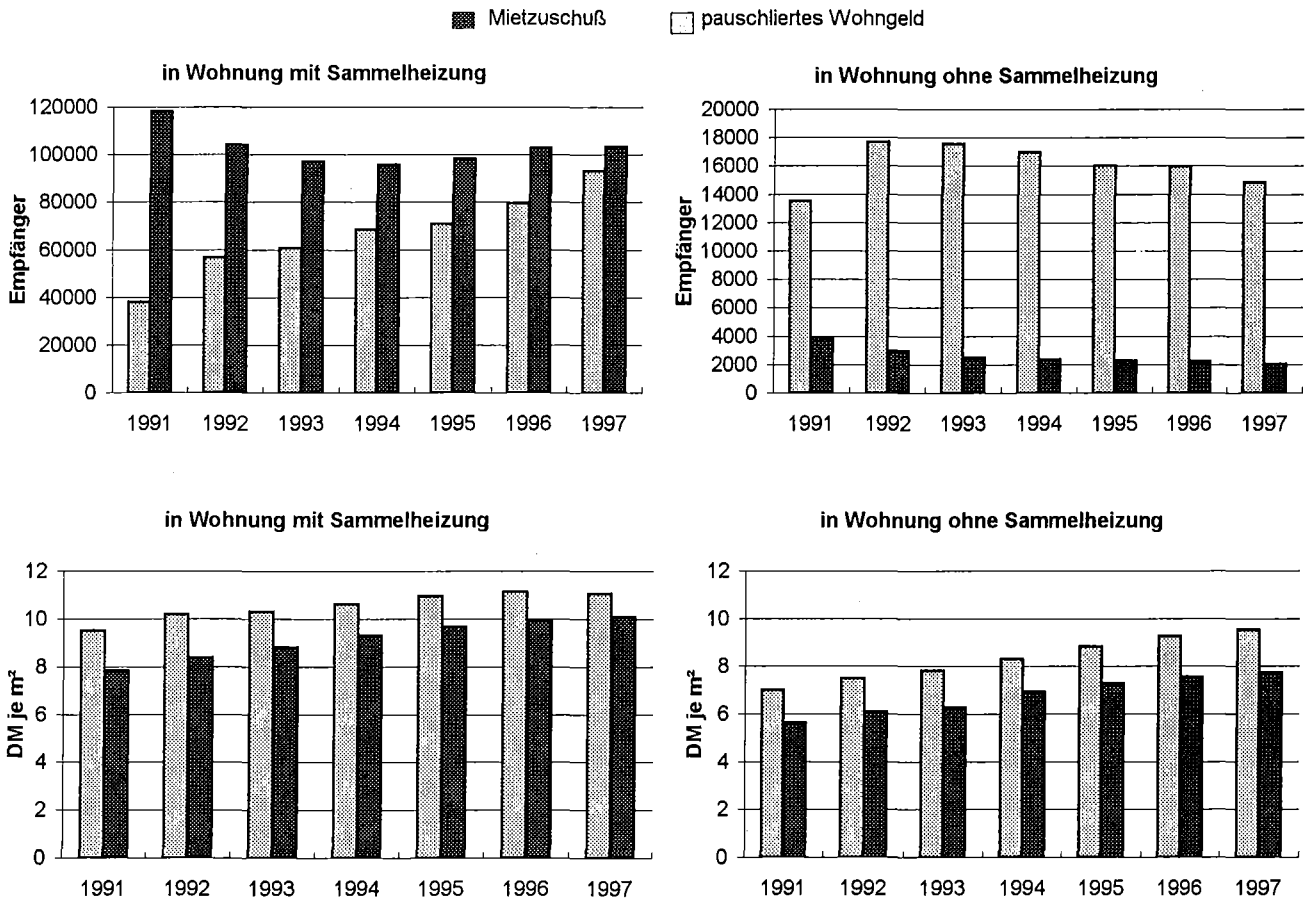 Mietzuschuß pauschliertes Wohngeld
in Wohnung mit Sammelheizung
120000
100000
80000
60000
40000
20000
0
Empfänger
1991 1992 1993 1994 1995 1996 1997
in Wohnung ohne Sammelheizung
20000
18000
16000
14000
12000
10000
8000
6000
4000
2000
0
Empfänger
1991 1992 1993 1994 1995 1996 1997
in Wohnung mit Sammelheizung
12
10
8
6
4
2
0
DM je m²
1991 1992 1993 1994 1995 1996 1997
in Wohnung ohne Sammelheizung
12
10
8
6
4
2
0
DM je m²
1991 1992 1993 1994 1995 1996 1997